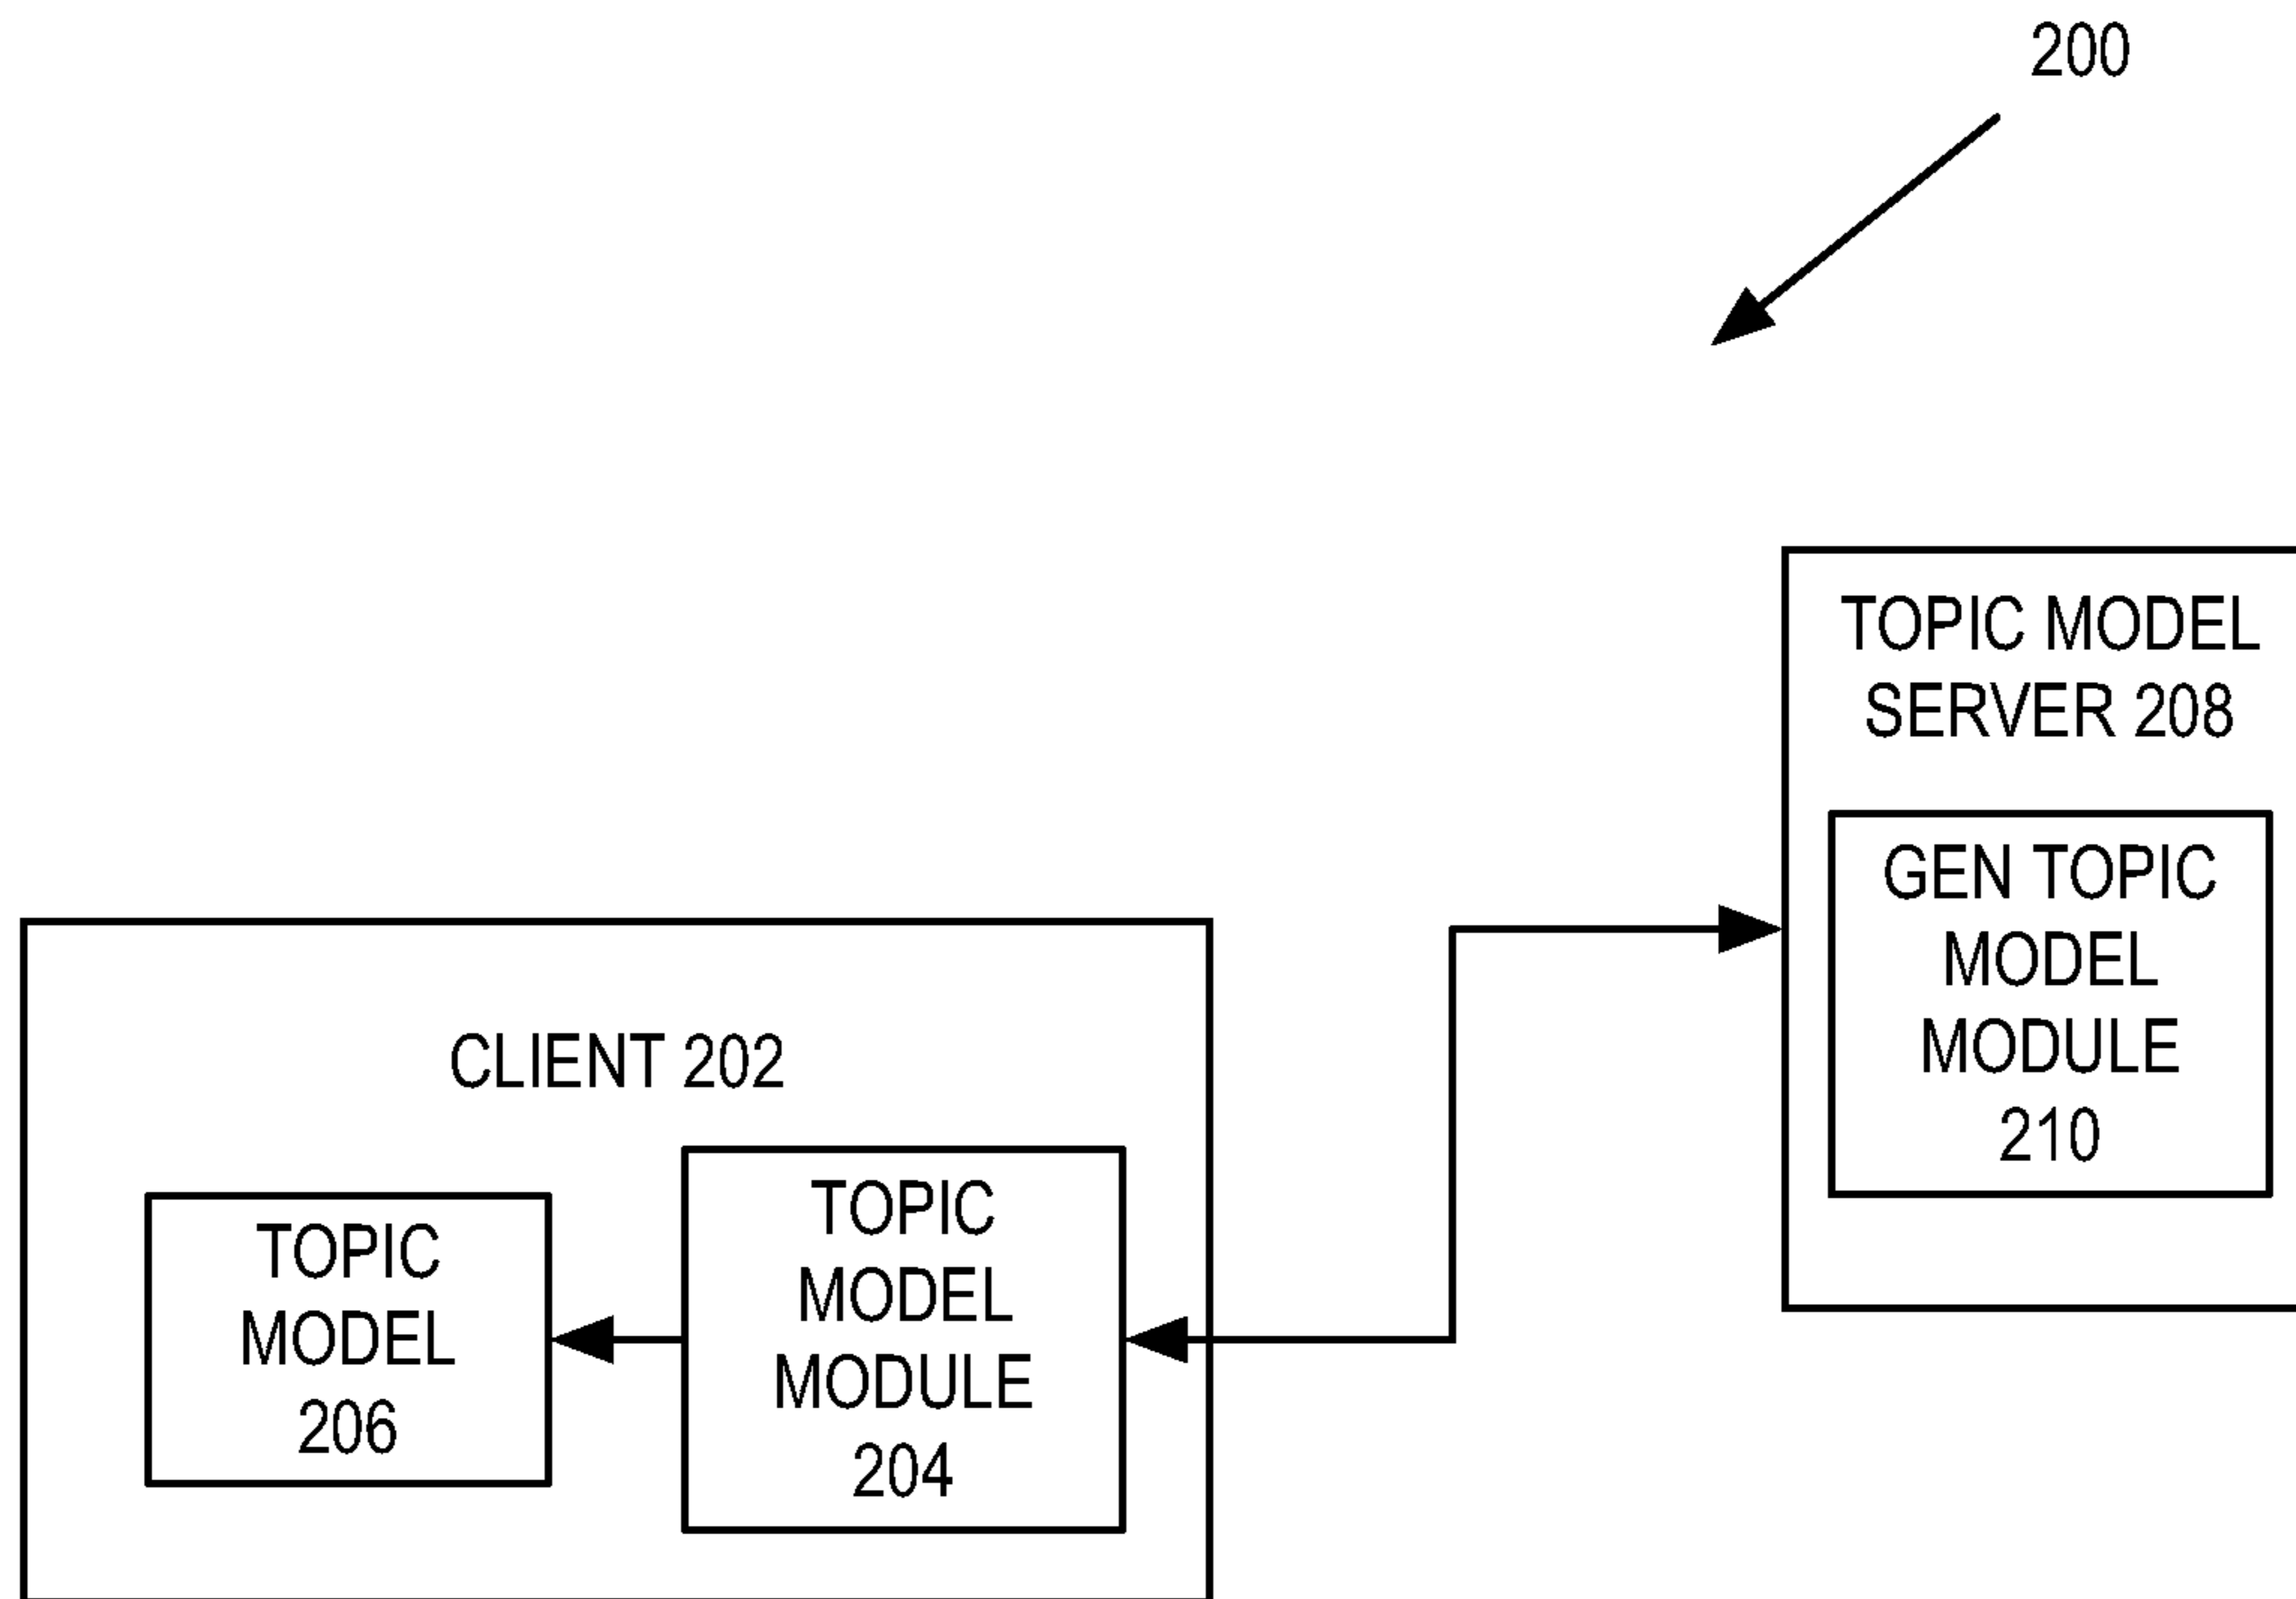 200
TOPIC MODEL
SERVER 208
GEN TOPIC
MODEL
MODULE
210
CLIENT 202
TOPIC
MODEL
206
TOPIC
MODEL
MODULE
204